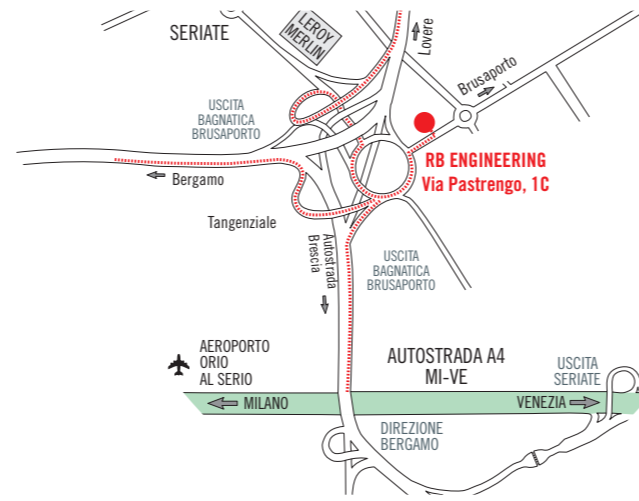 SERIATE
LEROY
MERLIN
Lovere
Brusaporto
USCITA
BAGNATICA
BRUSAPORTO
RB ENGINEERING
Via Pastrengo, 1C
Bergamo
Tangenziale
Autostrada
Brescia
USCITA
BAGNATICA
BRUSAPORTO
AEROPORTO
ORIO
AL SERIO
AUTOSTRADA A4
MI-VE
USCITA
SERIATE
MILANO
VENEZIA
DIREZIONE
BERGAMO